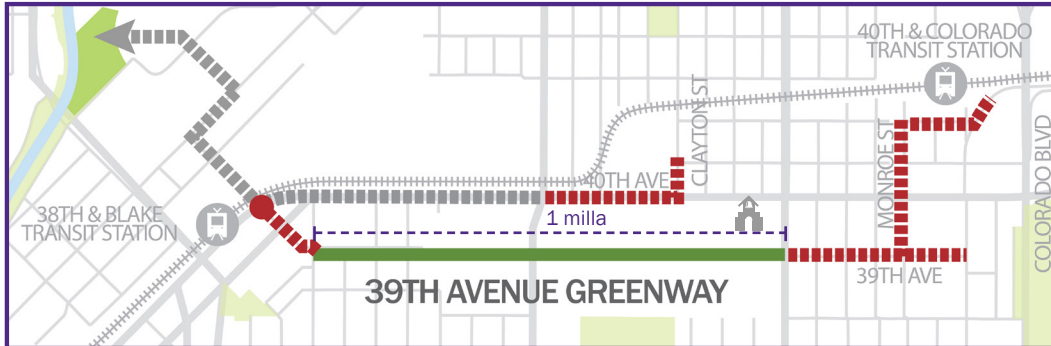 40TH & COLORADO
TRANSIT STATION
CLAYTON ST
MONROE ST
COLORADO BLVD
40TH AVE
38TH & BLAKE
TRANSIT STATION
1 milla
39TH AVE
39TH AVENUE GREENWAY